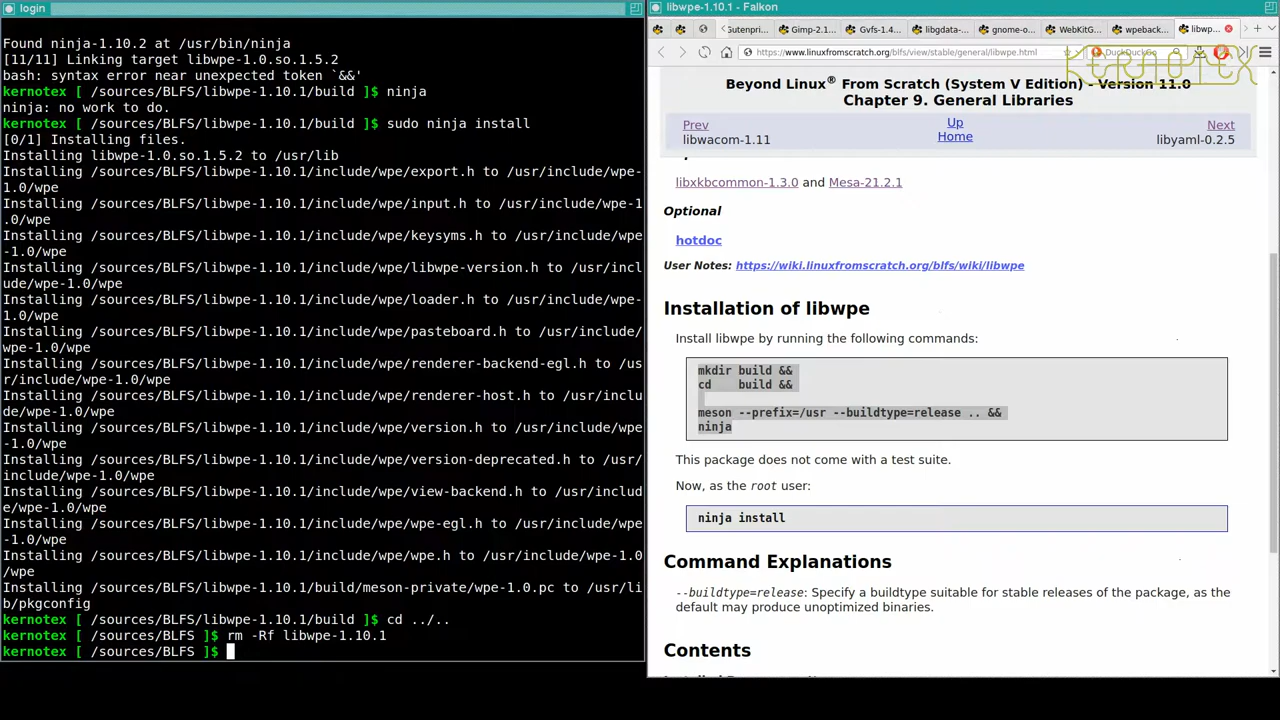 login
Found ninja-1.10.2 at /usr/bin/ninja
[11/11] Linking target libwpe-1.0.so.1.5.2
bash: syntax error near unexpected token `&&'
kernotex [ /sources/BLFS/libwpe-1.10.1/build ]$ ninja
ninja: no work to do.
kernotex [ /sources/BLFS/libwpe-1.10.1/build ]$ sudo ninja install
[0/1] Installing files.
Installing libwpe-1.0.so.1.5.2 to /usr/lib
Installing /sources/BLFS/libwpe-1.10.1/include/wpe/export.h to /usr/include/wpe-
1.0/wpe
Installing /sources/BLFS/libwpe-1.10.1/include/wpe/input.h to /usr/include/wpe-1
.0/wpe
Installing /sources/BLFS/libwpe-1.10.1/include/wpe/keysyms.h to /usr/include/wpe
-1.0/wpe
Installing /sources/BLFS/libwpe-1.10.1/include/wpe/libwpe-version.h to /usr/incl
ude/wpe-1.0/wpe
Installing /sources/BLFS/libwpe-1.10.1/include/wpe/loader.h to /usr/include/wpe-
1.0/wpe
Installing /sources/BLFS/libwpe-1.10.1/include/wpe/pasteboard.h to /usr/include/
wpe-1.0/wpe
Installing /sources/BLFS/libwpe-1.10.1/include/wpe/renderer-backend-egl.h to /us
r/include/wpe-1.0/wpe
Installing /sources/BLFS/libwpe-1.10.1/include/wpe/renderer-host.h to /usr/inclu
de/wpe-1.0/wpe
Installing /sources/BLFS/libwpe-1.10.1/include/wpe/version.h to /usr/include/wpe
-1.0/wpe
Installing /sources/BLFS/libwpe-1.10.1/include/wpe/version-deprecated.h to /usr/
include/wpe-1.0/wpe
Installing /sources/BLFS/libwpe-1.10.1/include/wpe/view-backend.h to /usr/includ
e/wpe-1.0/wpe
Installing /sources/BLFS/libwpe-1.10.1/include/wpe/wpe-egl.h to /usr/include/wpe
-1.0/wpe
Installing /sources/BLFS/libwpe-1.10.1/include/wpe/wpe.h to /usr/include/wpe-1.0
/wpe
Installing /sources/BLFS/libwpe-1.10.1/build/meson-private/wpe-1.0.pc to /usr/li
b/pkgconfig
kernotex [ /sources/BLFS/libwpe-1.10.1/build ]$ cd ../..
kernotex [ /sources/BLFS ]$ rm -Rf libwpe-1.10.1
kernotex [ /sources/BLFS ]$
libwpe-1.10.1 - Falkon
Gutenpri Gimp-2.1 Gvfs-1.4 libgdata- gnome-o WebKitG wpeback libwp
https://www.linuxfromscratch.org/blfs/view/stable/general/libwpe.html DuckDuckGo
KERNOTEX
Beyond Linux® From Scratch (System V Edition) - Version 11.0
Chapter 9. General Libraries
Prev Up Next
libwacom-1.11 Home libyaml-0.2.5
libxkbcommon-1.3.0 and Mesa-21.2.1
Optional
hotdoc
User Notes: https://wiki.linuxfromscratch.org/blfs/wiki/libwpe
Installation of libwpe
Install libwpe by running the following commands:
mkdir build &&
cd    build &&
meson --prefix=/usr --buildtype=release .. &&
ninja
This package does not come with a test suite.
Now, as the root user:
ninja install
Command Explanations
--buildtype=release: Specify a buildtype suitable for stable releases of the package, as the
default may produce unoptimized binaries.
Contents